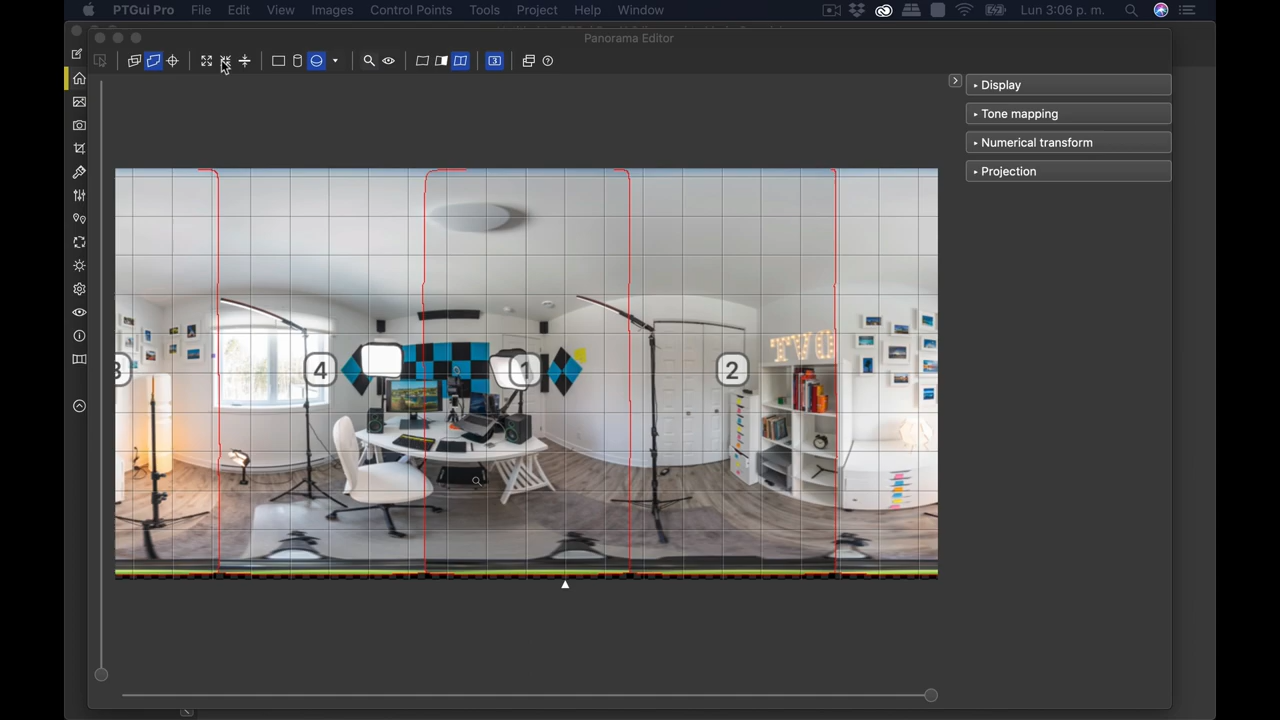 PTGui Pro File Edit View Images Control Points Tools Project Window Help Lun 3:06 p. m.
Panorama Editor
Display
Tone mapping
Numerical transform
Projection
3 4 1 2